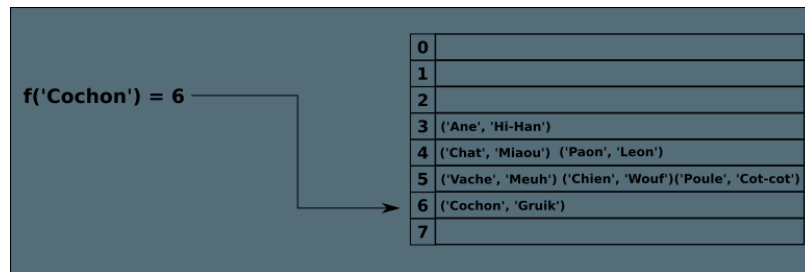 0
1
f('Cochon') = 6
2
3 ('Ane', 'Hi-Han')
4 ('Chat', 'Miaou') ('Paon', 'Leon')
5 ('Vache', 'Meuh') ('Chien', 'Wouf')('Poule', 'Cot-cot')
6 ('Cochon', 'Gruik')
7